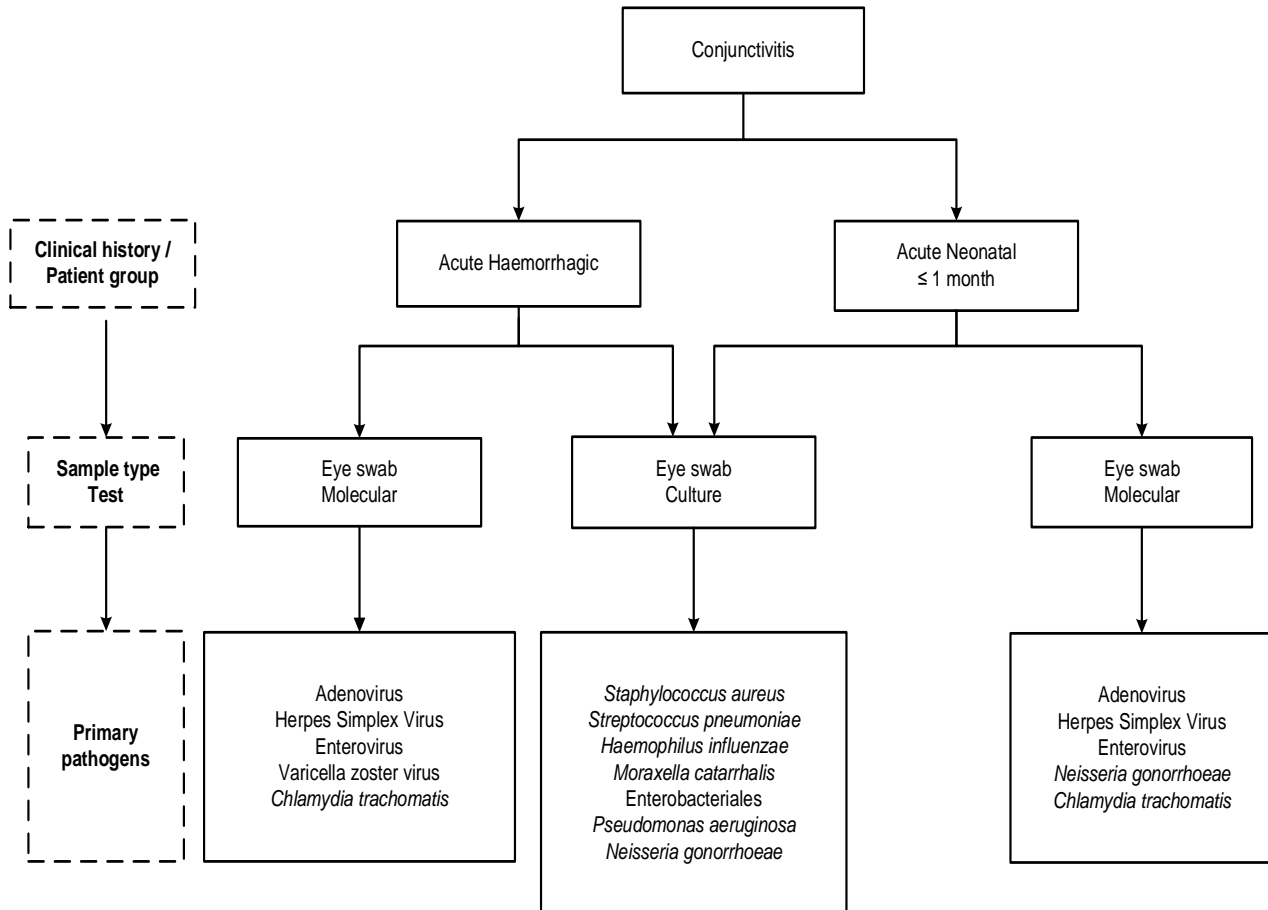 Conjunctivitis
Clinical history /
Patient group
Acute Haemorrhagic
Acute Neonatal
≤ 1 month
Sample type
Test
Eye swab
Molecular
Eye swab
Culture
Eye swab
Molecular
Primary
pathogens
Adenovirus
Herpes Simplex Virus
Enterovirus
Varicella zoster virus
Chlamydia trachomatis
Staphylococcus aureus
Streptococcus pneumoniae
Haemophilus influenzae
Moraxella catarrhalis
Enterobacteriales
Pseudomonas aeruginosa
Neisseria gonorrhoeae
Adenovirus
Herpes Simplex Virus
Enterovirus
Neisseria gonorrhoeae
Chlamydia trachomatis